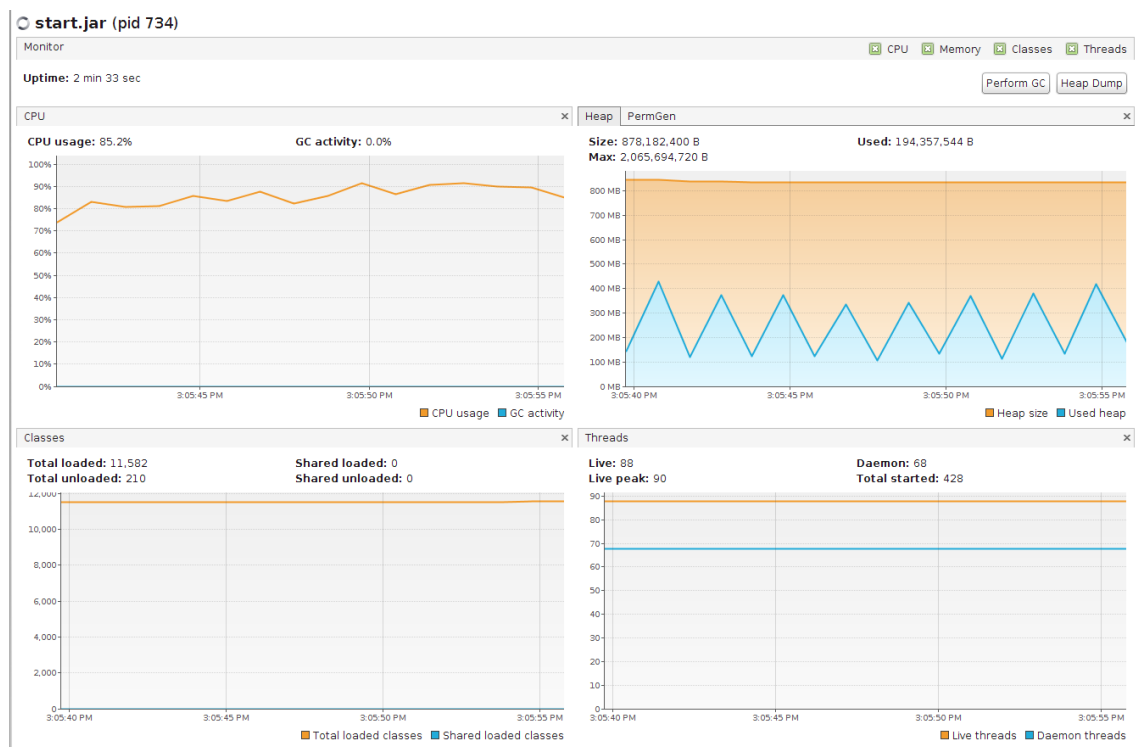 start.jar (pid 734)
Monitor
CPU Memory Classes Threads
Uptime: 2 min 33 sec
Perform GC Heap Dump
CPU
CPU usage: 85.2% GC activity: 0.0%
100%
90%
80%
70%
60%
50%
40%
30%
20%
10%
0%
3:05:45 PM 3:05:50 PM 3:05:55 PM
CPU usage GC activity
Heap PermGen
Size: 878,182,400 B Used: 194,357,544 B
Max: 2,065,694,720 B
800 MB
700 MB
600 MB
500 MB
400 MB
300 MB
200 MB
100 MB
0 MB
3:05:40 PM 3:05:45 PM 3:05:50 PM 3:05:55 PM
Heap size Used heap
Classes
Total loaded: 11,582 Shared loaded: 0
Total unloaded: 210 Shared unloaded: 0
12,000
10,000
8,000
6,000
4,000
2,000
0
3:05:40 PM 3:05:45 PM 3:05:50 PM 3:05:55 PM
Total loaded classes Shared loaded classes
Threads
Live: 88 Daemon: 68
Live peak: 90 Total started: 428
90
80
70
60
50
40
30
20
10
0
3:05:40 PM 3:05:45 PM 3:05:50 PM 3:05:55 PM
Live threads Daemon threads